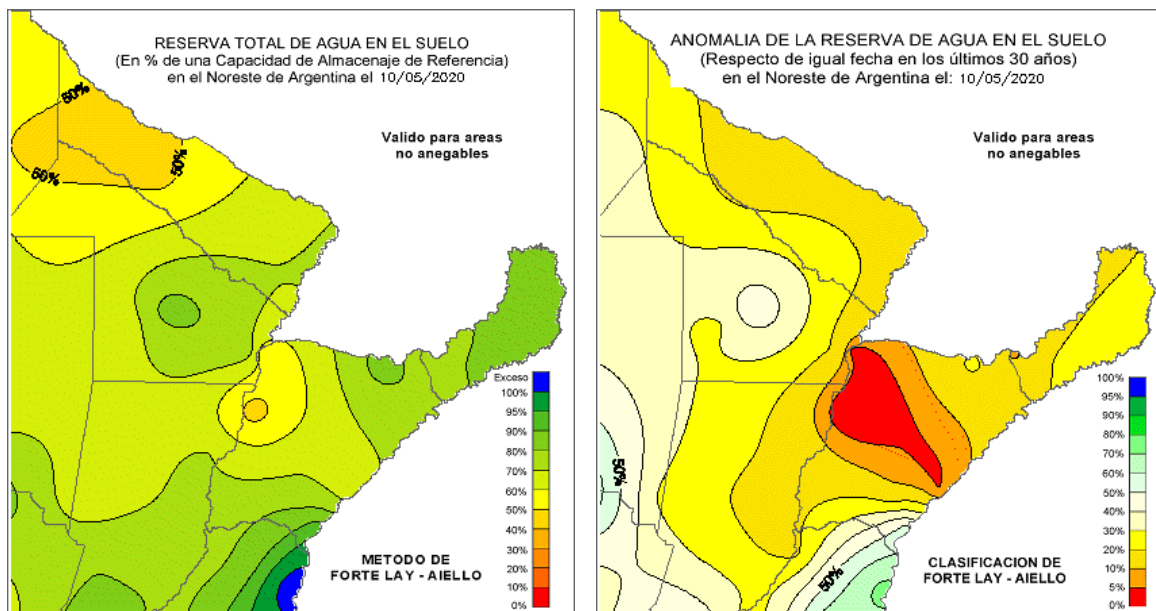 RESERVA TOTAL DE AGUA EN EL SUELO
(En % de una Capacidad de Almacenaje de Referencia)
en el Noreste de Argentina el 10/05/2020
Valido para areas
no anegables
50%
50%
50%
Exceso
100%
95%
90%
80%
70%
60%
50%
40%
30%
20%
10%
0%
METODO DE
FORTE LAY - AIELLO
ANOMALIA DE LA RESERVA DE AGUA EN EL SUELO
(Respecto de igual fecha en los últimos 30 años)
en el Noreste de Argentina el: 10/05/2020
Valido para areas
no anegables
50%
50%
100%
95%
90%
80%
70%
60%
50%
40%
30%
20%
10%
5%
0%
CLASIFICACION DE
FORTE LAY - AIELLO